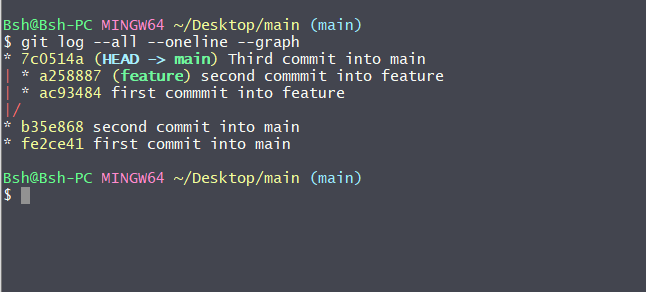 Bsh@Bsh-PC MINGW64 ~/Desktop/main (main)
$ git log --all --oneline --graph
* 7c0514a (HEAD -> main) Third commit into main
| * a258887 (feature) second commmit into feature
| * ac93484 first commmit into feature
|/
* b35e868 second commit into main
* fe2ce41 first commit into main
Bsh@Bsh-PC MINGW64 ~/Desktop/main (main)
$